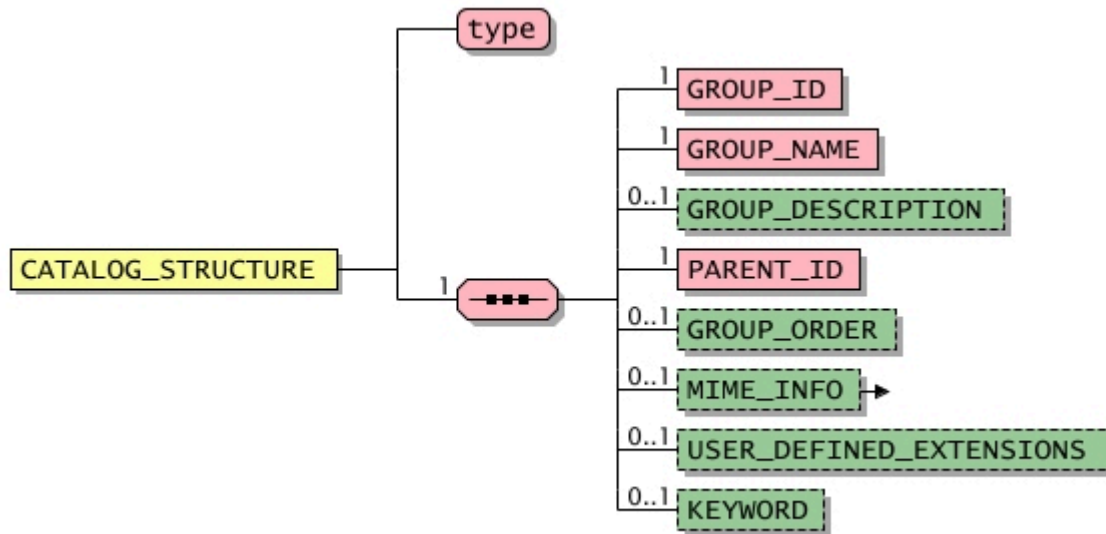 type
1 GROUP_ID
1 GROUP_NAME
0..1 GROUP_DESCRIPTION
CATALOG_STRUCTURE
1 PARENT_ID
1
0..1 GROUP_ORDER
0..1 MIME_INFO
0..1 USER_DEFINED_EXTENSIONS
0..1 KEYWORD